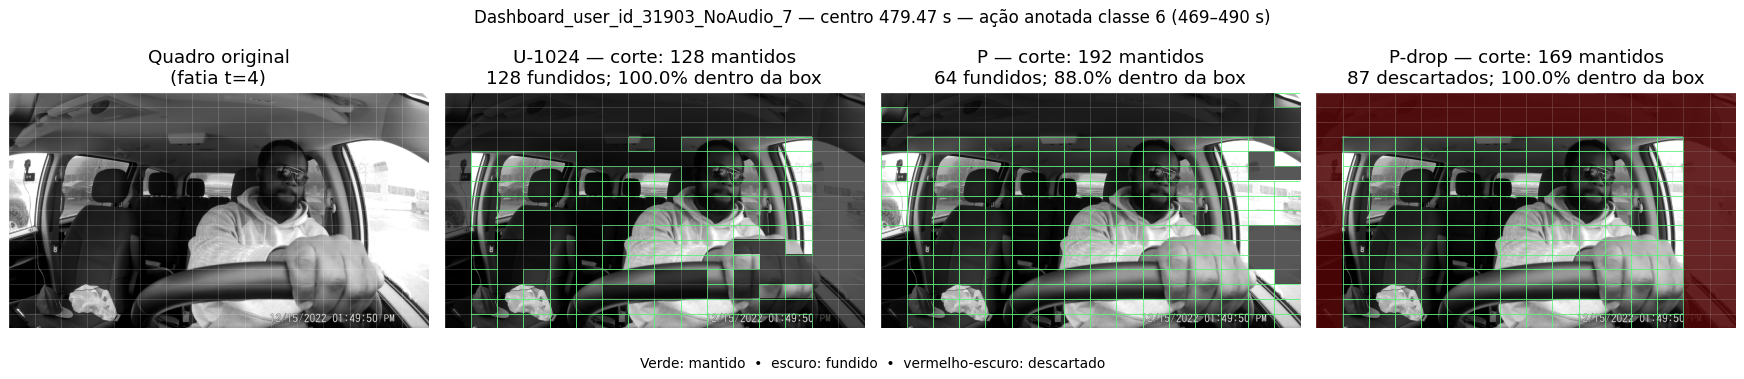 Dashboard_user_id_31903_NoAudio_7 — centro 479.47 s — ação anotada classe 6 (469–490 s)
Quadro original
(fatia t=4)
U-1024 — corte: 128 mantidos
128 fundidos; 100.0% dentro da box
P — corte: 192 mantidos
64 fundidos; 88.0% dentro da box
P-drop — corte: 169 mantidos
87 descartados; 100.0% dentro da box
12/15/2022 01:49:50 PM
12/15/2022 01:49:50 PM
12/15/2022 01:49:50 PM
12/15/2022 01:49:50 PM
Verde: mantido • escuro: fundido • vermelho-escuro: descartado